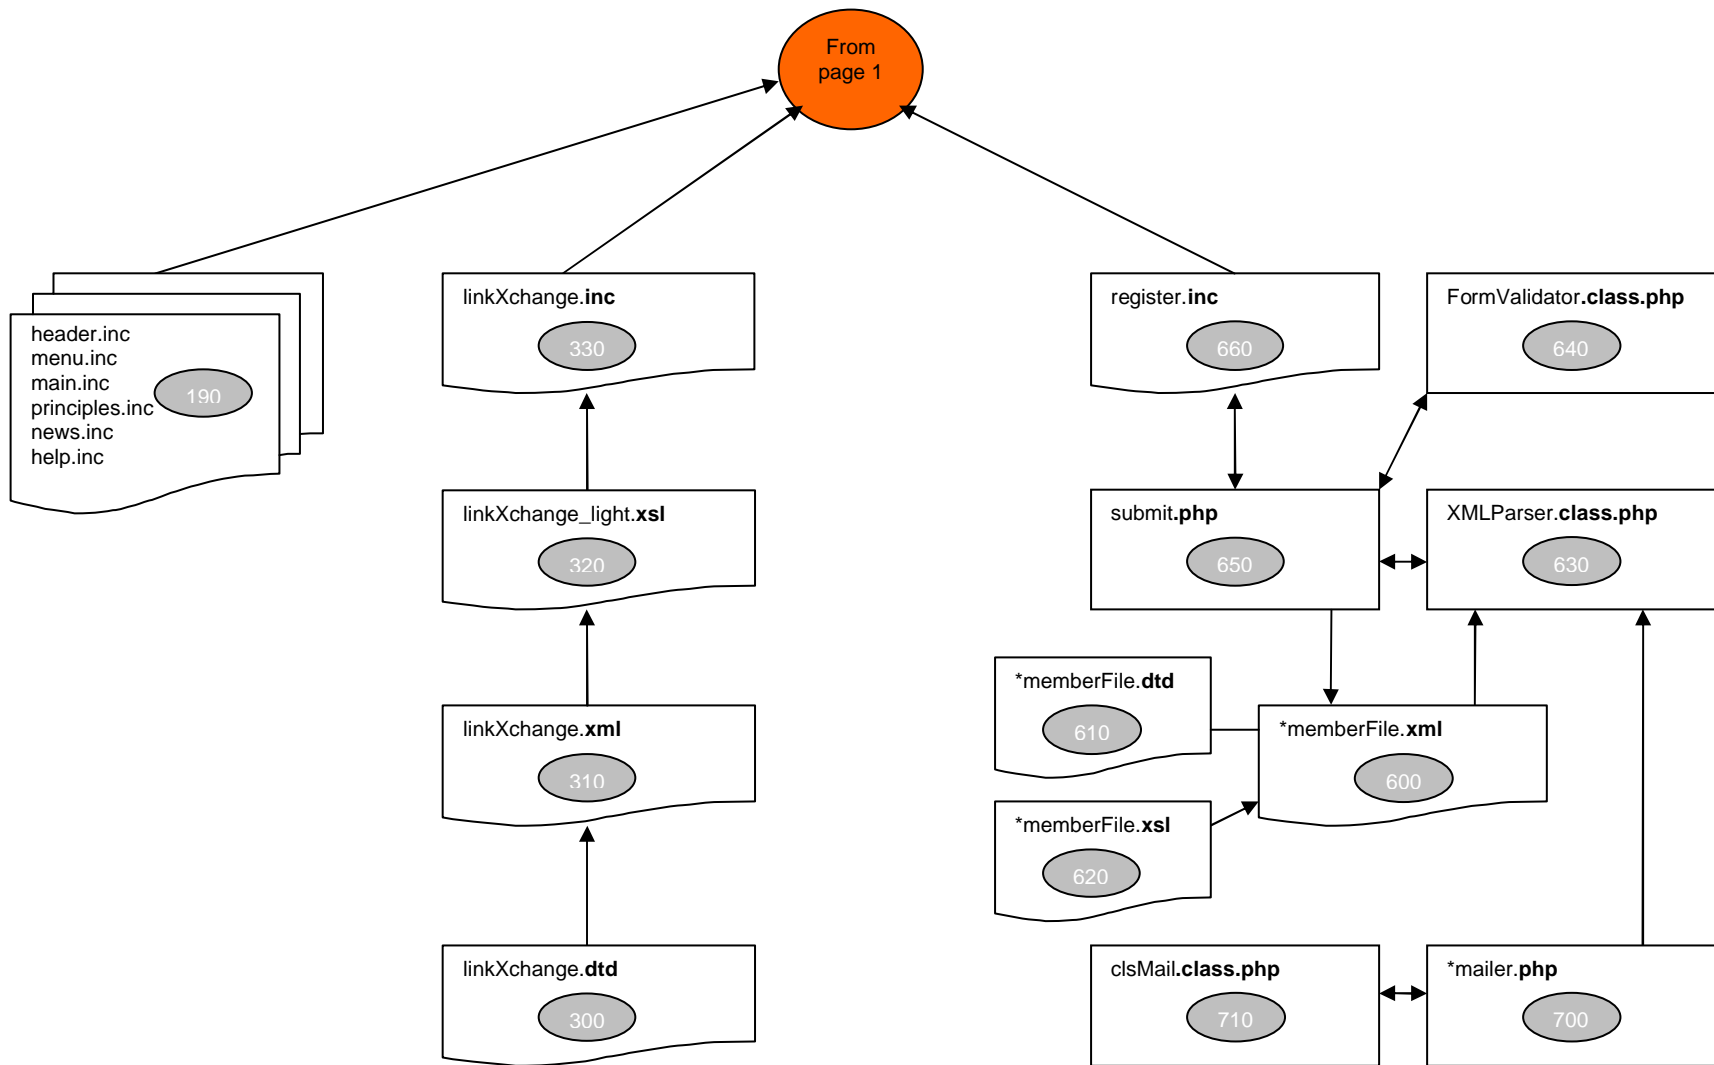 From
page 1
header.inc
menu.inc
main.inc
principles.inc
news.inc
help.inc
190
linkXchange.inc
330
register.inc
660
FormValidator.class.php
640
linkXchange_light.xsl
320
submit.php
650
XMLParser.class.php
630
*memberFile.dtd
610
linkXchange.xml
310
*memberFile.xml
600
*memberFile.xsl
620
linkXchange.dtd
300
clsMail.class.php
710
*mailer.php
700